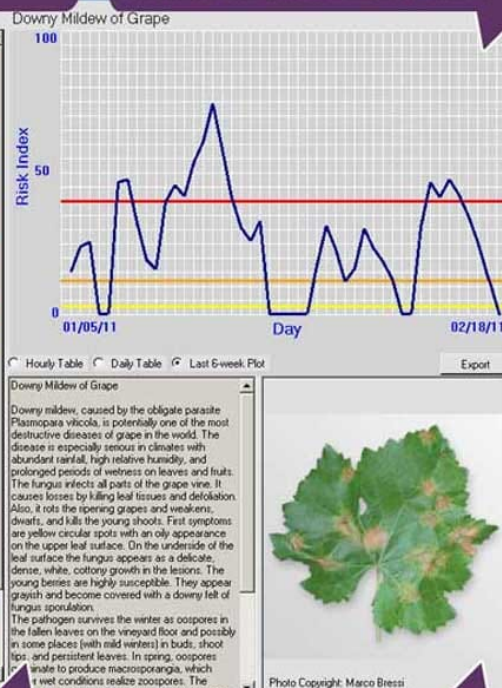 Downy Mildew of Grape
100
Risk Index
50
0
01/05/11
Day
02/18/11
Hourly Table
Daily Table
Last 6-week Plot
Export
Downy Mildew of Grape
Downy mildew, caused by the obligate parasite
Plasmopara viticola, is potentially one of the most
destructive diseases of grape in the world. The
disease is especially serious in climates with
abundant rainfall, high relative humidity, and
prolonged periods of wetness on leaves and fruits.
The fungus infects all parts of the grape vine. It
causes losses by killing leaf tissues and defoliation.
Also, it rots the ripening grapes and weakens,
dwarfs, and kills the young shoots. First symptoms
are yellow circular spots with an oily appearance
on the upper leaf surface. On the underside of the
leaf surface the fungus appears as a delicate,
dense, white, cottony growth in the lesions. The
young berries are highly susceptible. They appear
grayish and become covered with a downy felt of
fungus sporulation.
The pathogen survives the winter as oospores in
the fallen leaves on the vineyard floor and possibly
in some places (with mild winters) in buds, shoot
tips, and persistent leaves. In spring, oospores
to produce macrosporangia, which
wet conditions realize zoospores. The
Photo Copyright: Marco Bressi